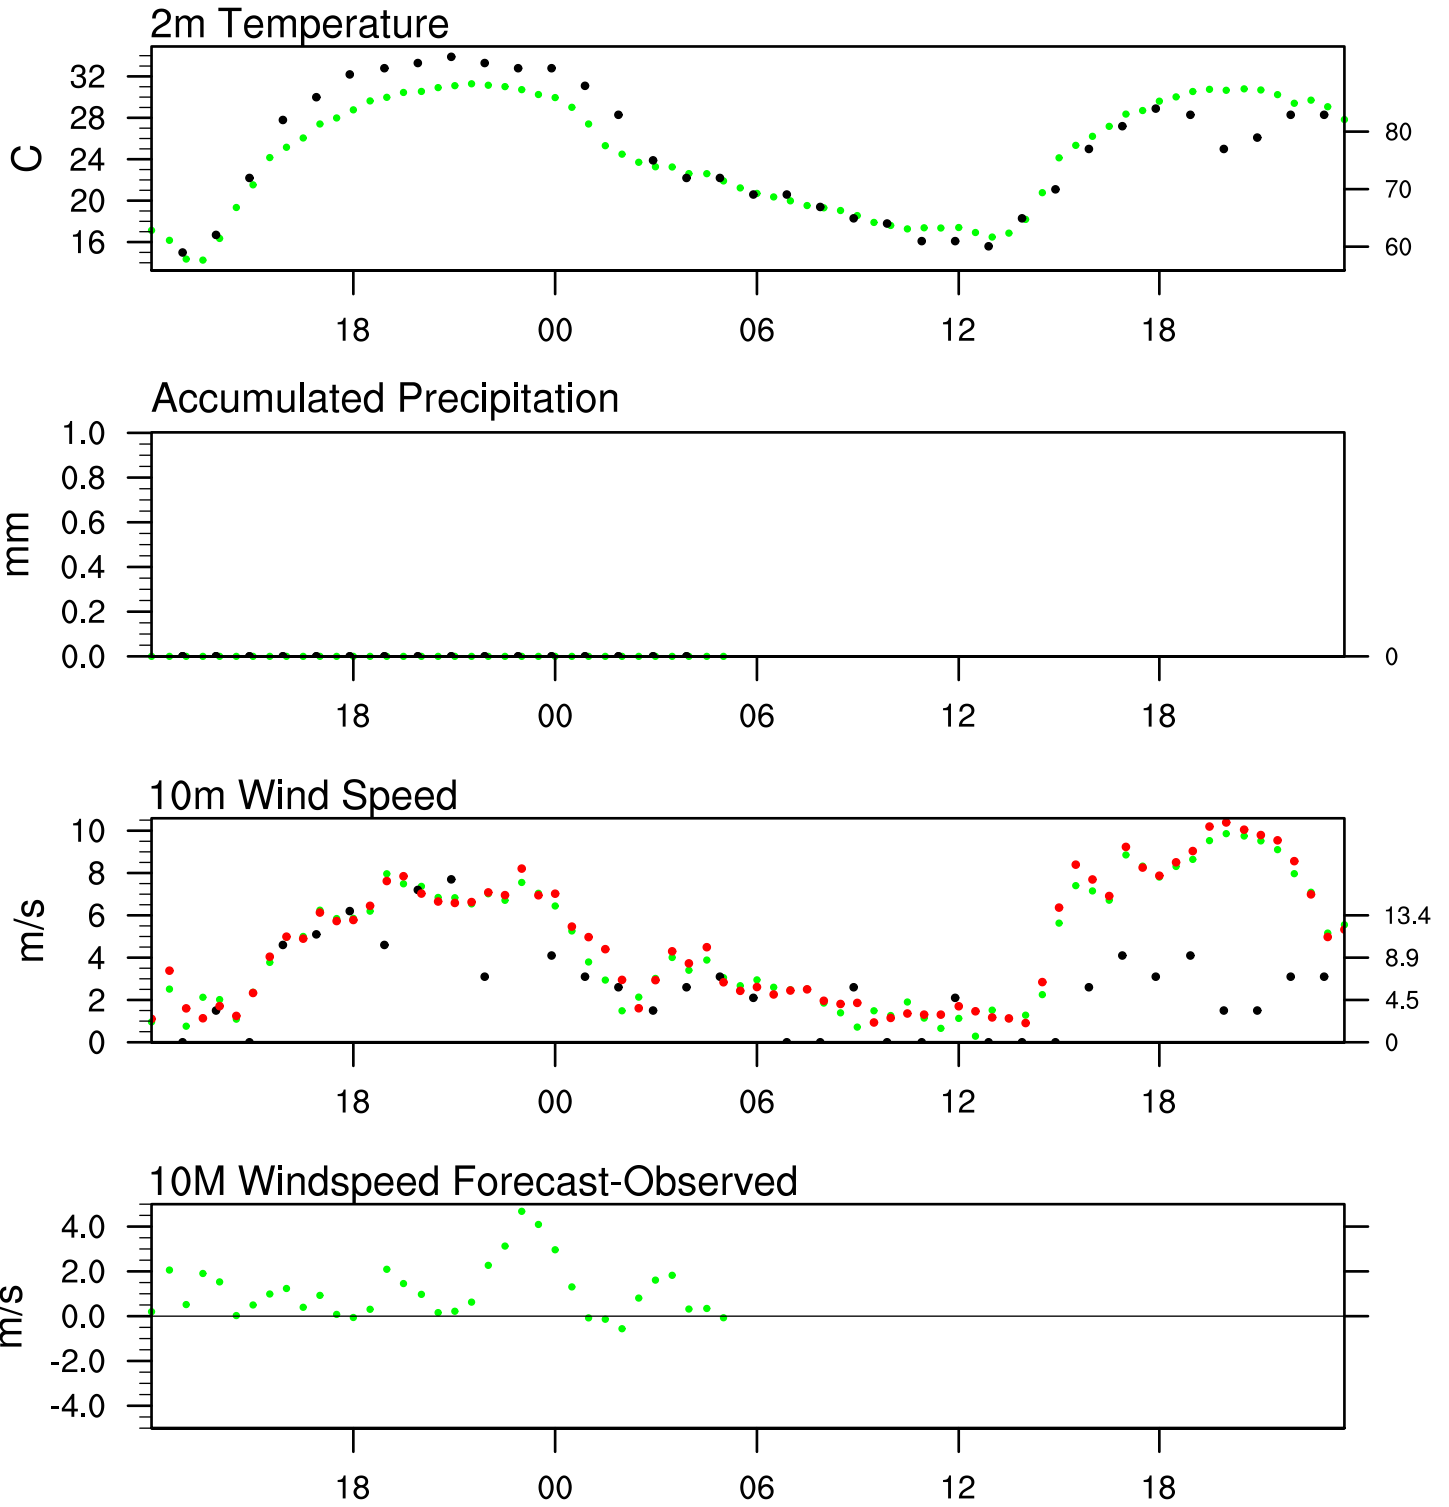 2m Temperature
32
28
24
20
16
C
80
70
60
18 00 06 12 18
Accumulated Precipitation
1.0
0.8
0.6
0.4
0.2
0.0
mm
0
18 00 06 12 18
10m Wind Speed
10
8
6
4
2
0
m/s
13.4
8.9
4.5
0
18 00 06 12 18
10M Windspeed Forecast-Observed
4.0
2.0
0.0
-2.0
-4.0
m/s
18 00 06 12 18